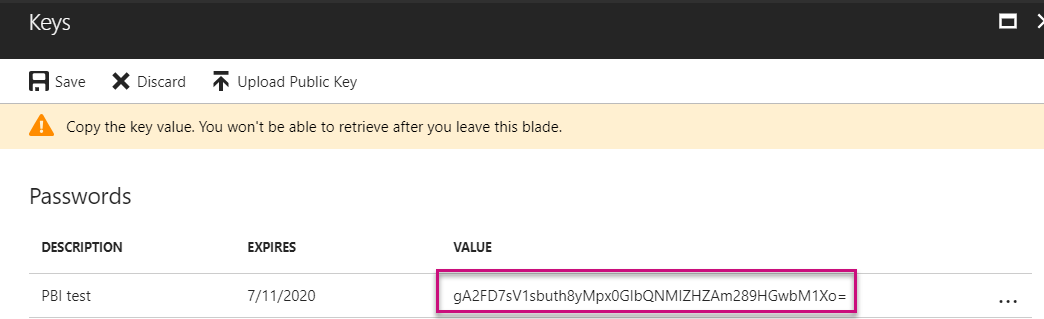 Keys
Save Discard Upload Public Key
Copy the key value. You won't be able to retrieve after you leave this blade.
Passwords
DESCRIPTION EXPIRES VALUE
PBI test 7/11/2020 gA2FD7sV1sbuth8yMpx0GIbQNMIZHZAm289HGwbM1Xo= ...